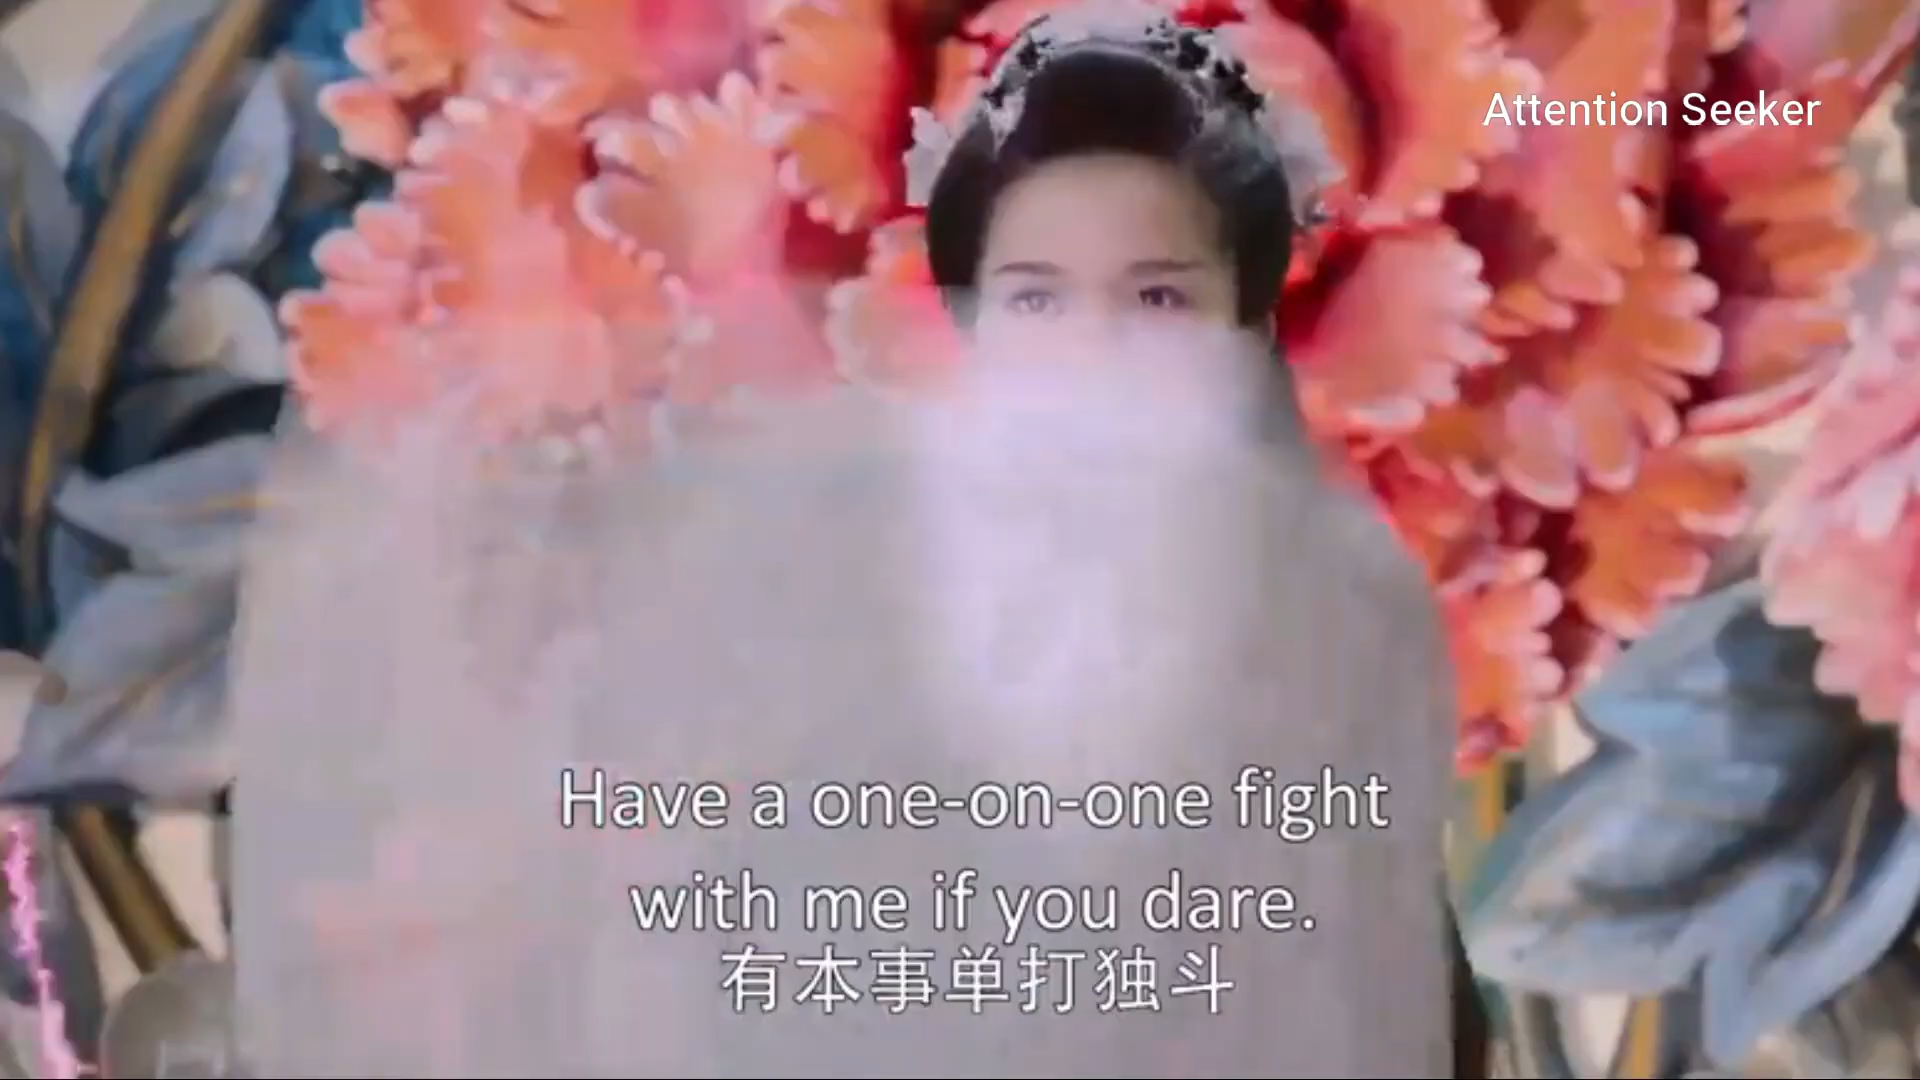 Attention Seeker
Have a one-on-one fight
with me if you dare.
有本事单打独斗